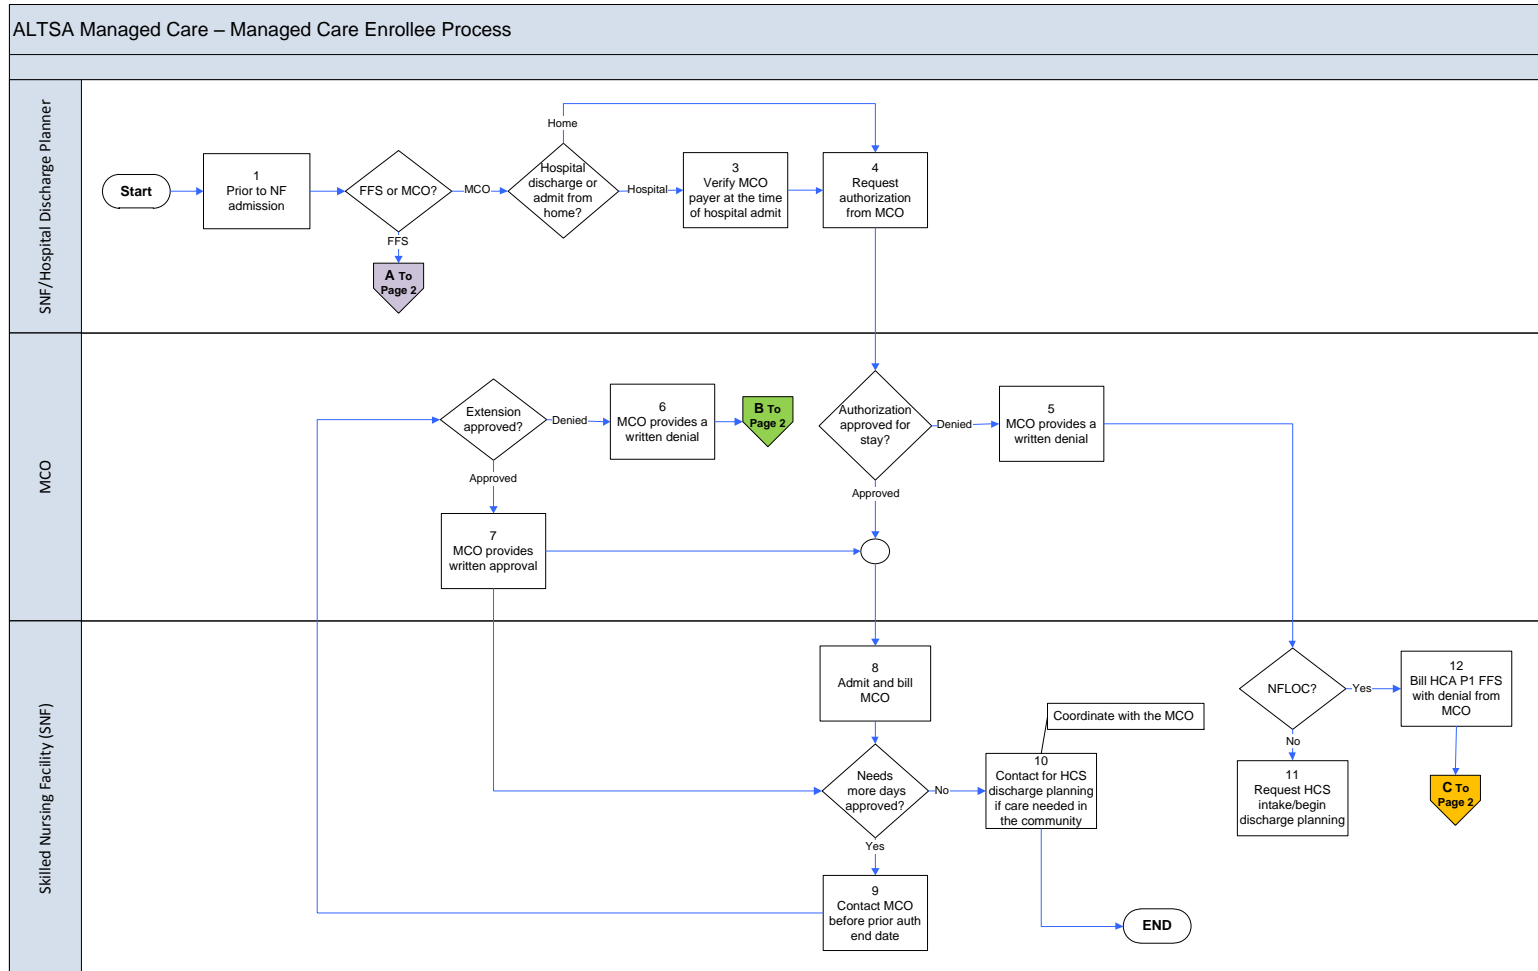 ALTSA Managed Care – Managed Care Enrollee Process
SNF/Hospital Discharge Planner
Start
1
Prior to NF
admission
FFS or MCO?
MCO
FFS
A To
Page 2
Home
Hospital
discharge or
admit from
home?
Hospital
3
Verify MCO
payer at the time
of hospital admit
4
Request
authorization
from MCO
MCO
Extension
approved?
Denied
6
MCO provides a
written denial
B To
Page 2
Approved
7
MCO provides
written approval
Authorization
approved for
stay?
Denied
5
MCO provides a
written denial
Approved
Skilled Nursing Facility (SNF)
8
Admit and bill
MCO
Needs
more days
approved?
No
Yes
9
Contact MCO
before prior auth
end date
Coordinate with the MCO
10
Contact for HCS
discharge planning
if care needed in
the community
END
NFLOC?
Yes
No
11
Request HCS
intake/begin
discharge planning
12
Bill HCA P1 FFS
with denial from
MCO
C To
Page 2